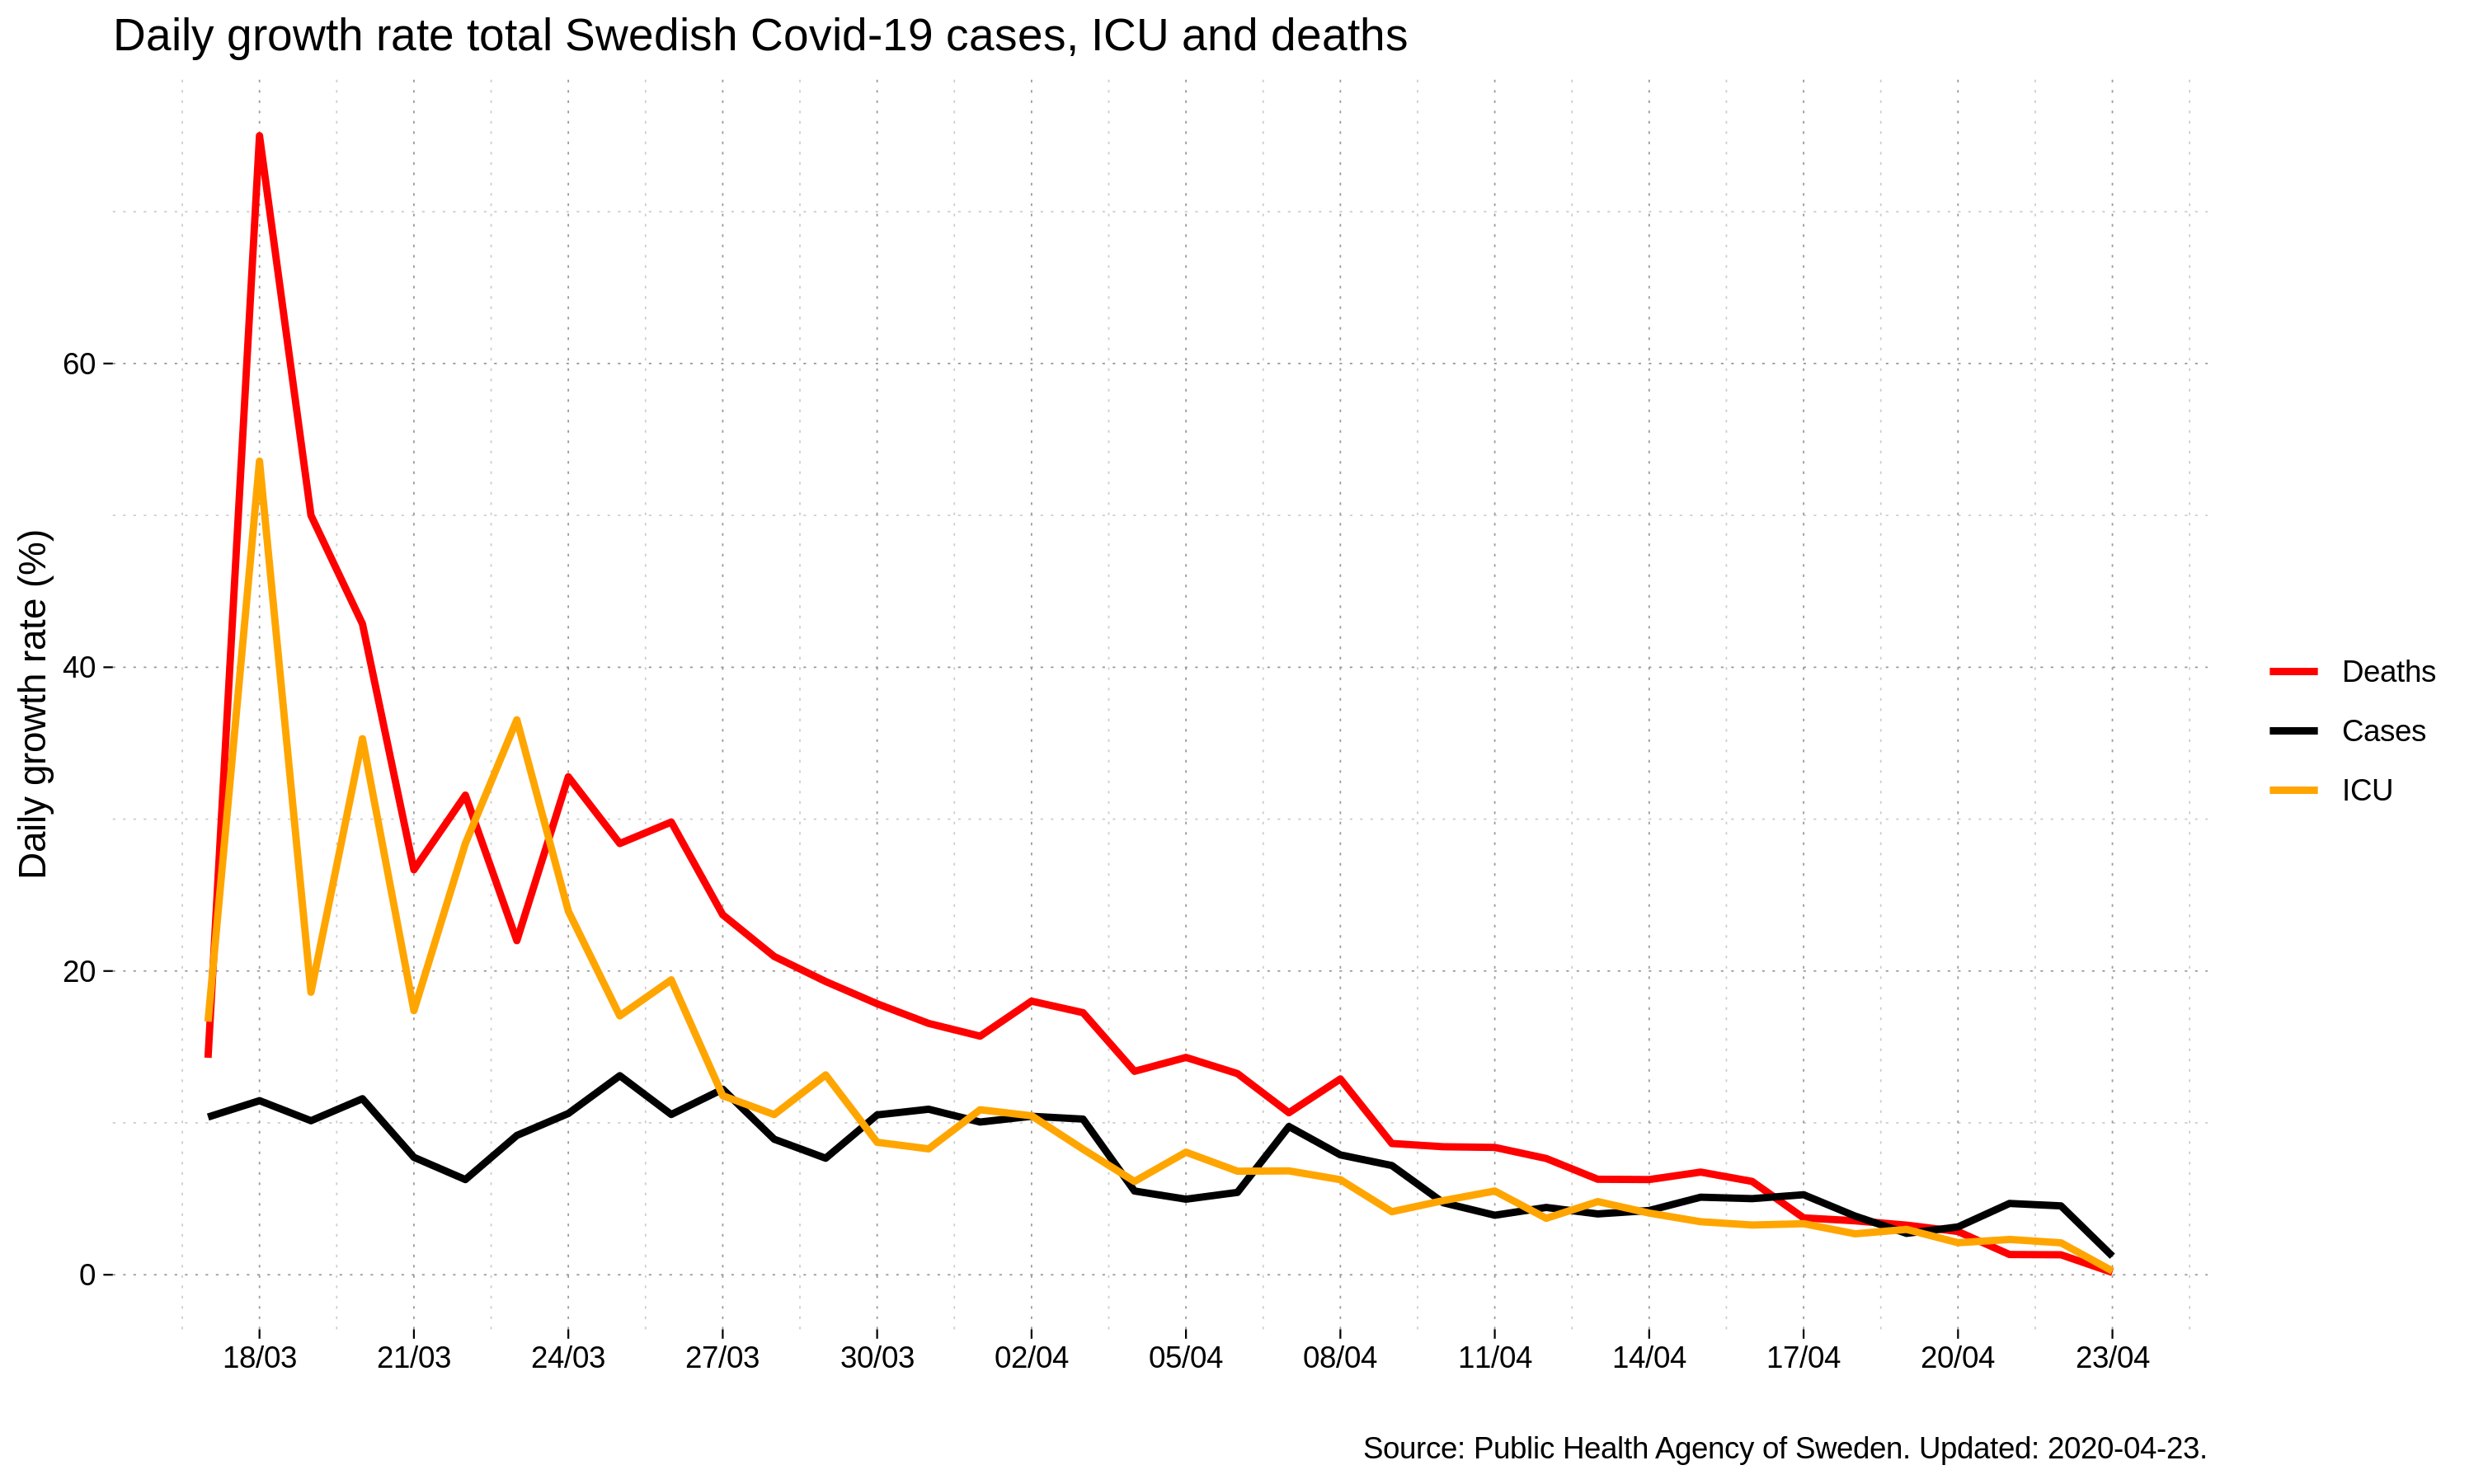 Daily growth rate total Swedish Covid-19 cases, ICU and deaths
Daily growth rate (%)
60
40
20
0
18/03 21/03 24/03 27/03 30/03 02/04 05/04 08/04 11/04 14/04 17/04 20/04 23/04
Deaths
Cases
ICU
Source: Public Health Agency of Sweden. Updated: 2020-04-23.